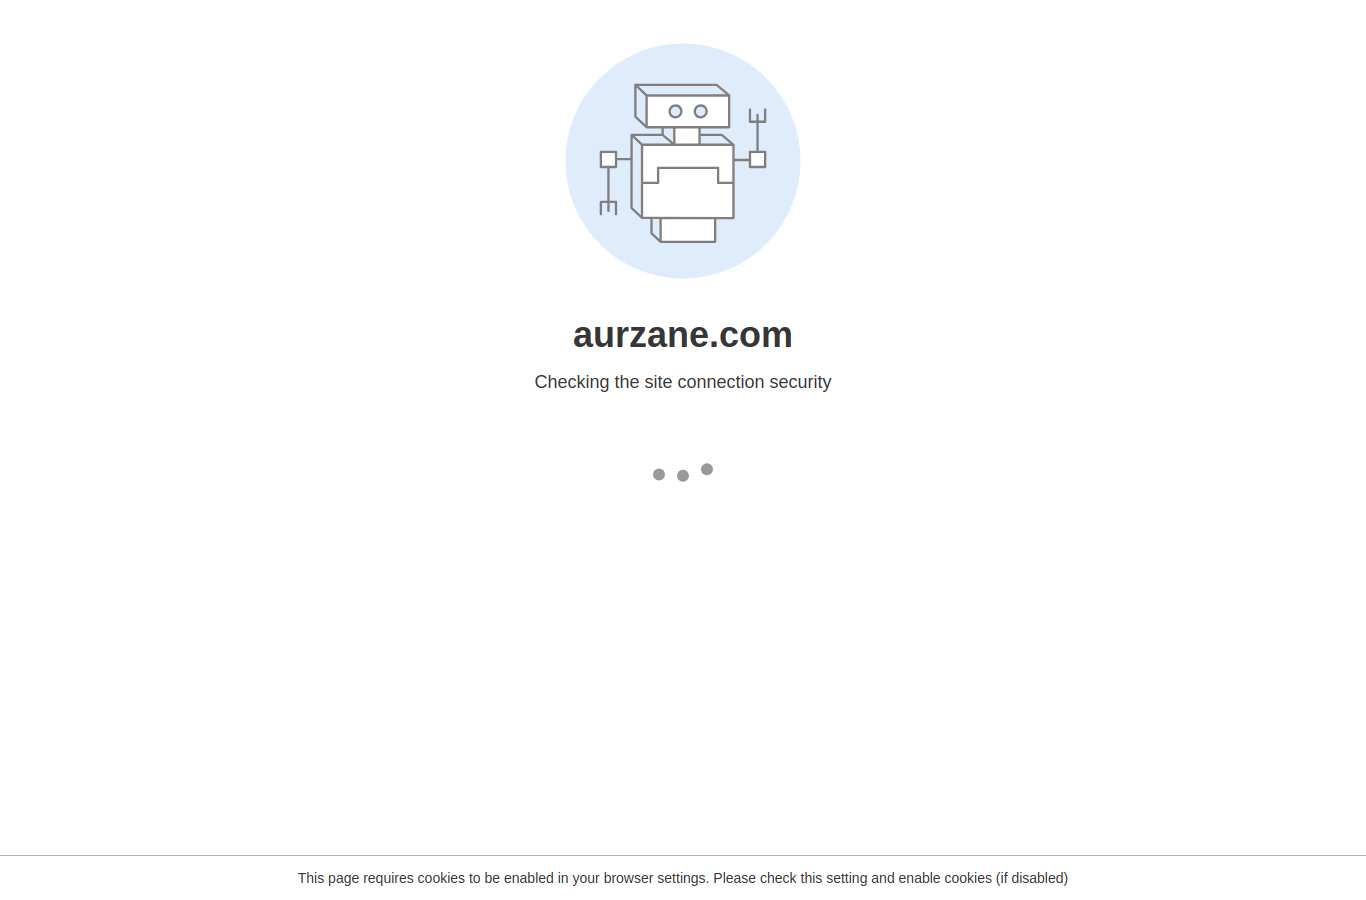 aurzane.com
Checking the site connection security
This page requires cookies to be enabled in your browser settings. Please check this setting and enable cookies (if disabled)